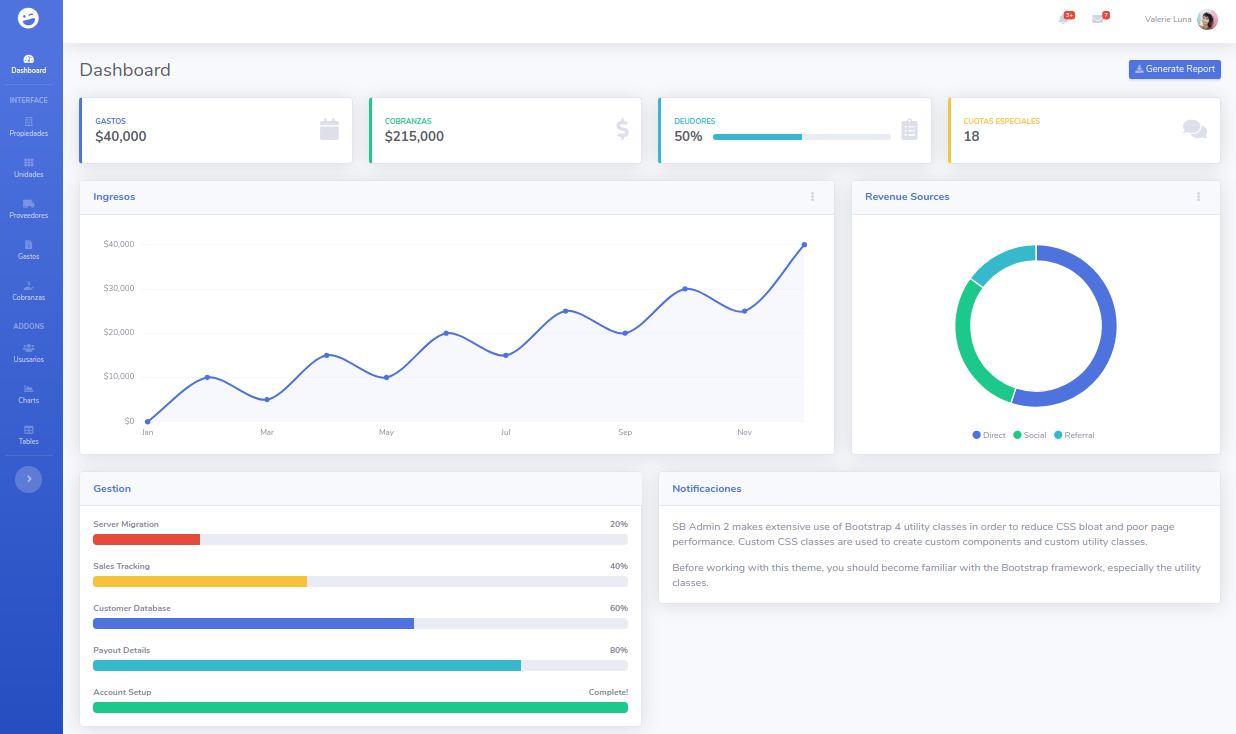 3+
7
Valerie Luna
Dashboard
INTERFACE
Propiedades
Unidades
Proveedores
Gastos
Cobranzas
ADDONS
Ususarios
Charts
Tables
Dashboard
Generate Report
GASTOS
$40,000
COBRANZAS
$215,000
DEUDORES
50%
CUOTAS ESPECIALES
18
Ingresos
$40,000
$30,000
$20,000
$10,000
$0
Jan Mar May Jul Sep Nov
Revenue Sources
Direct Social Referral
Gestion
Server Migration 20%
Sales Tracking 40%
Customer Database 60%
Payout Details 80%
Account Setup Complete!
Notificaciones
SB Admin 2 makes extensive use of Bootstrap 4 utility classes in order to reduce CSS bloat and poor page
performance. Custom CSS classes are used to create custom components and custom utility classes.
Before working with this theme, you should become familiar with the Bootstrap framework, especially the utility
classes.